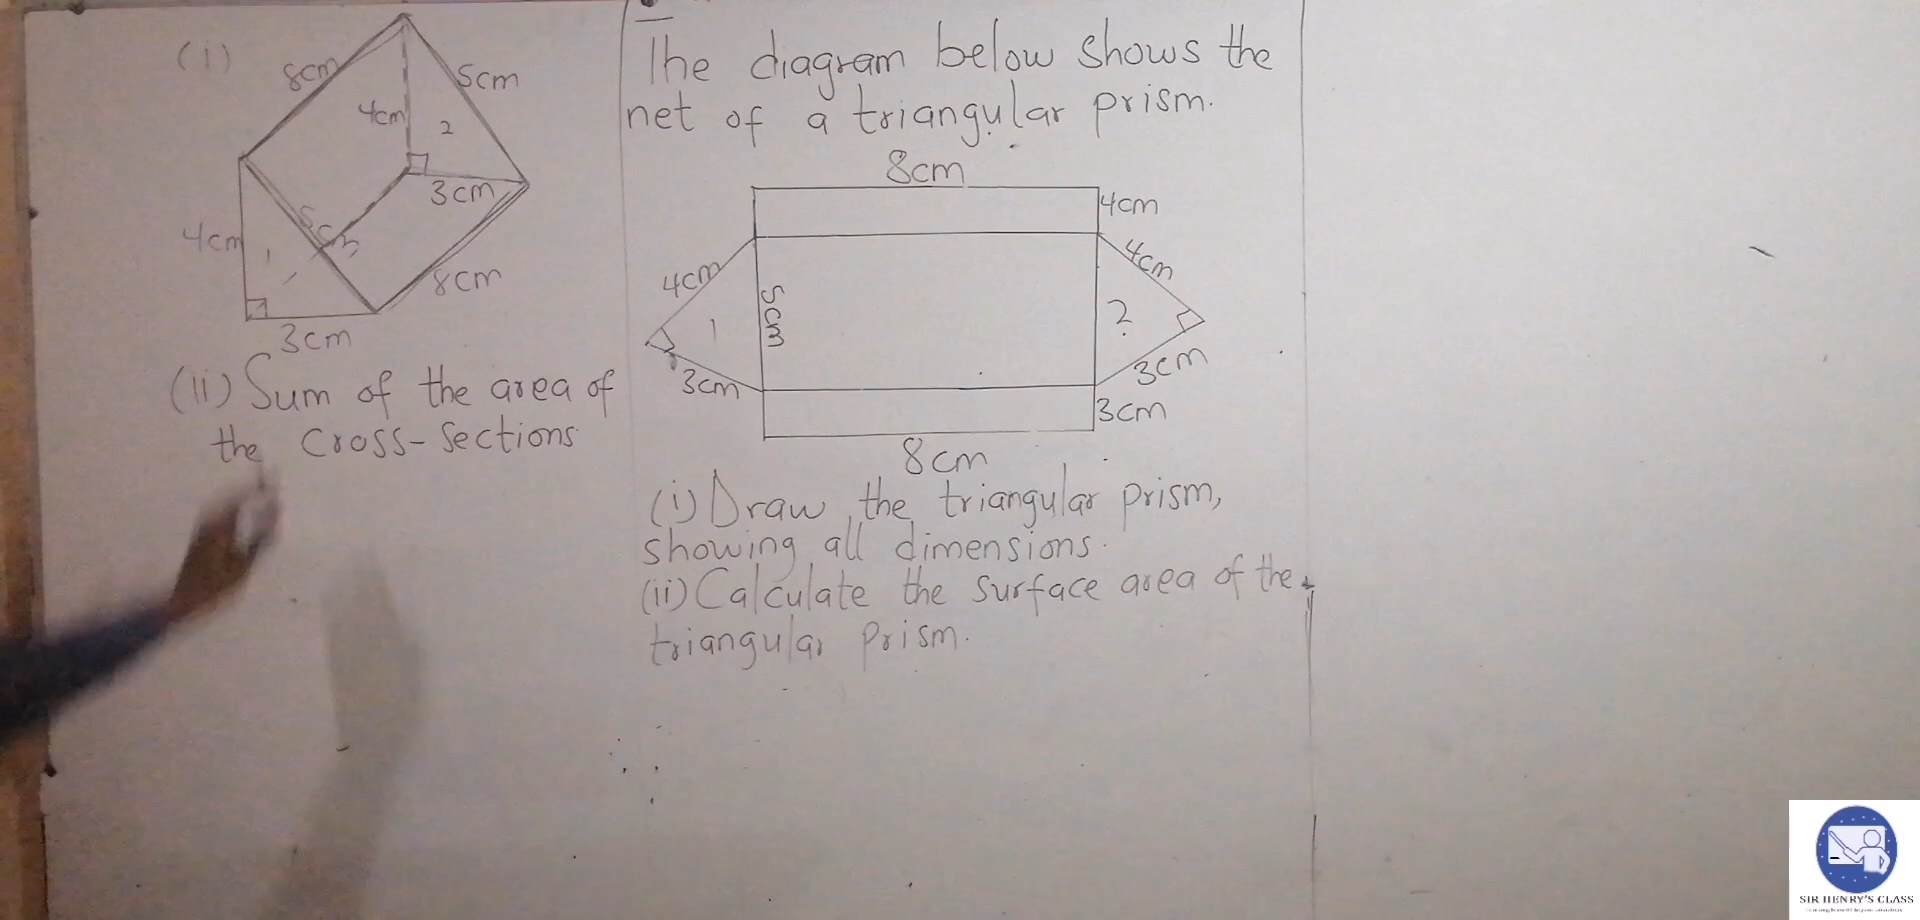 (i)
8cm
5cm
4cm
2
3cm
5cm
4cm
1
8cm
3cm
(ii) Sum of the area of
the Cross-Sections
The diagram below shows the
net of a triangular prism.
8cm
4cm
4cm
4cm
5cm
1
2
3cm
3cm
3cm
8cm
(i) Draw the triangular prism,
showing all dimensions.
(ii) Calculate the surface area of the
triangular prism.
SIR HENRY'S CLASS